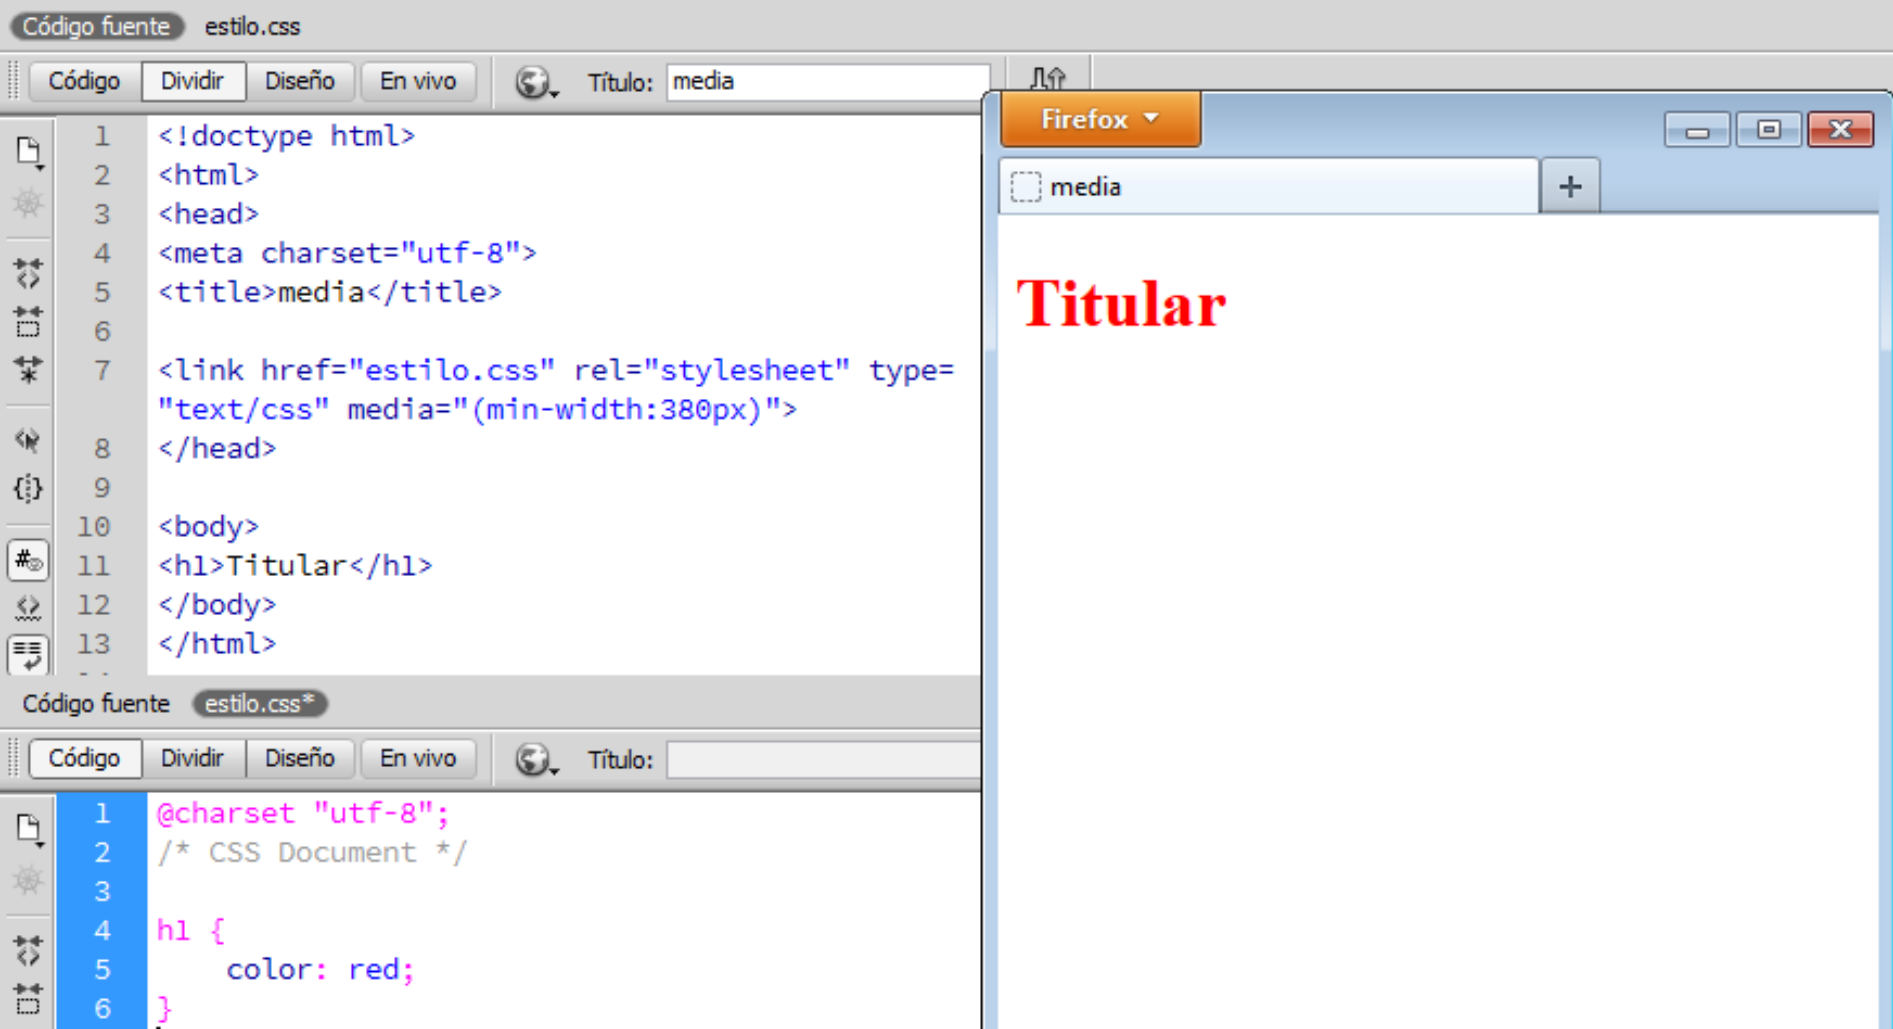 Código fuente estilo.css
Código Dividir Diseño En vivo Título: media
1 <!doctype html>
2 <html>
3 <head>
4 <meta charset="utf-8">
5 <title>media</title>
6
7 <link href="estilo.css" rel="stylesheet" type=
"text/css" media="(min-width:380px)">
8 </head>
9
10 <body>
11 <h1>Titular</h1>
12 </body>
13 </html>
Código fuente estilo.css*
Código Dividir Diseño En vivo Título:
1 @charset "utf-8";
2 /* CSS Document */
3
4 h1 {
5 color: red;
6 }
Firefox
media
Titular